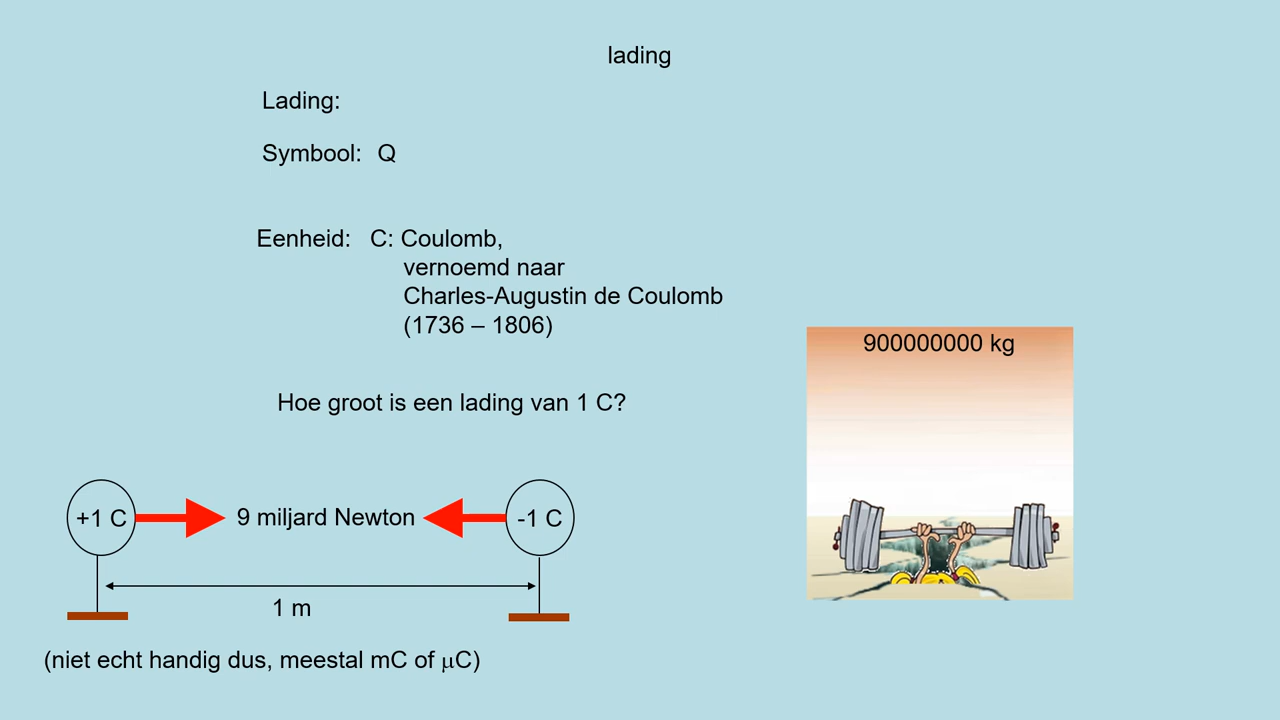 lading
Lading:
Symbool: Q
Eenheid: C: Coulomb,
vernoemd naar
Charles-Augustin de Coulomb
(1736 – 1806)
900000000 kg
Hoe groot is een lading van 1 C?
+1 C
9 miljard Newton
-1 C
1 m
(niet echt handig dus, meestal mC of μC)